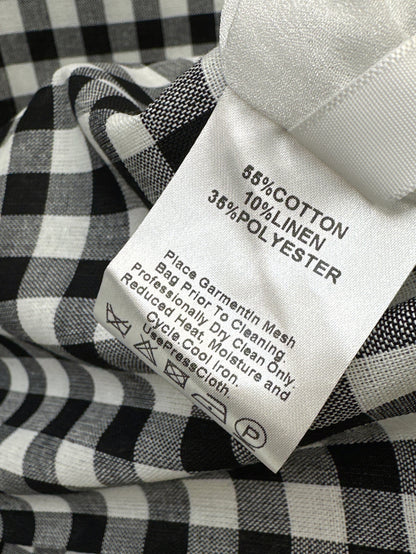 55%COTTON
10%LINEN
35%POLYESTER
Place Garmentin Mesh
Bag Prior To Cleaning.
Professionally Dry Clean Only.
Reduced Heat, Moisture and
Cycle.Cool Iron.
UsePressCloth.
P